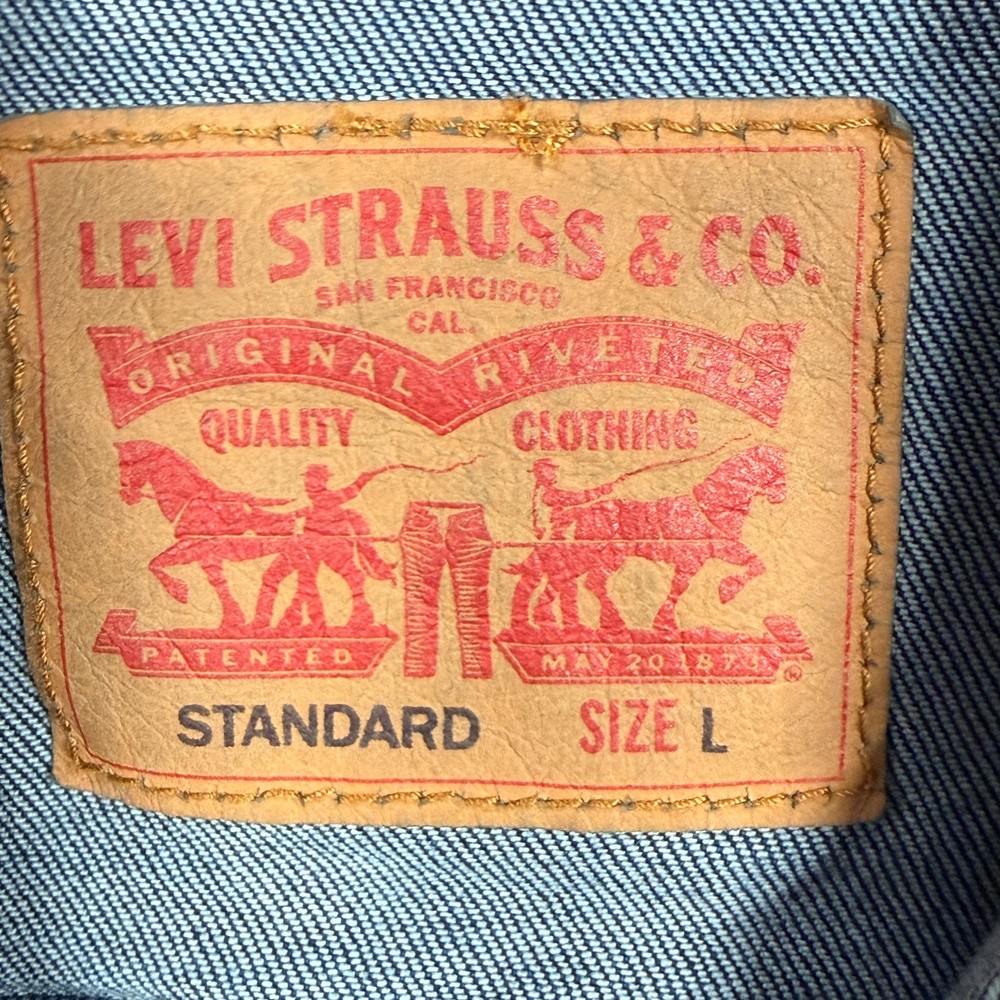 LEVI STRAUSS & CO.
SAN FRANCISCO
CAL.
ORIGINAL RIVETED
QUALITY CLOTHING
PATENTED MAY 20 1873 ®
STANDARD SIZE L